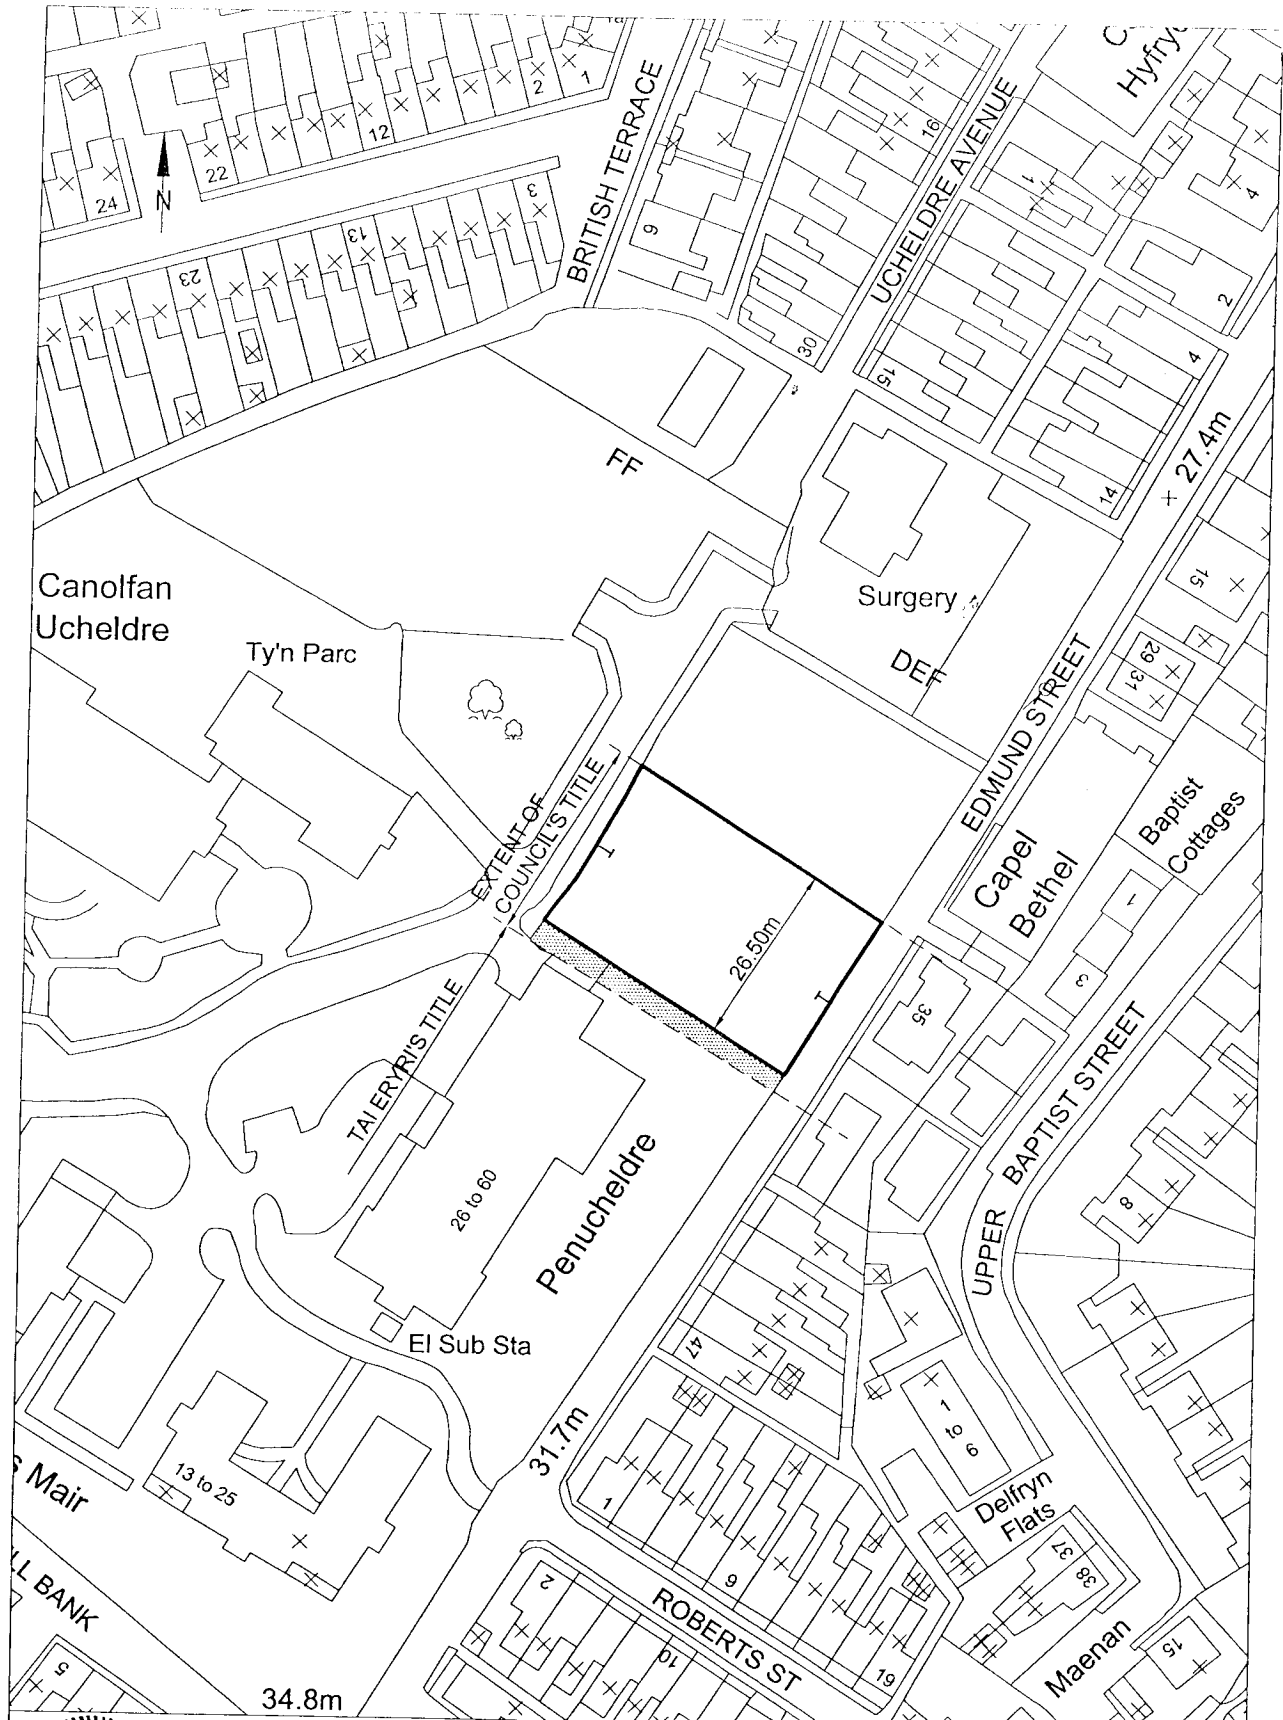 1a
1
2
12
22
24
N
3
13
23
BRITISH TERRACE
9
16
UCHELDRE AVENUE
Hyfryd
1
4
2
30
15
4
14
27.4m
FF
Canolfan
Ucheldre
Ty'n Parc
Surgery
DEF
EDMUND STREET
15
29
31
EXTENT OF
COUNCIL'S TITLE
Capel
Bethel
Baptist
Cottages
1
3
26.50m
35
TAI ERYRI'S TITLE
26 to 60
Penucheldre
UPPER BAPTIST STREET
8
El Sub Sta
47
31.7m
1
to
6
Delfryn
Flats
13 to 25
s Mair
LL BANK
1
9
19
2
10
ROBERTS ST
37
38
Maenan
15
5
34.8m